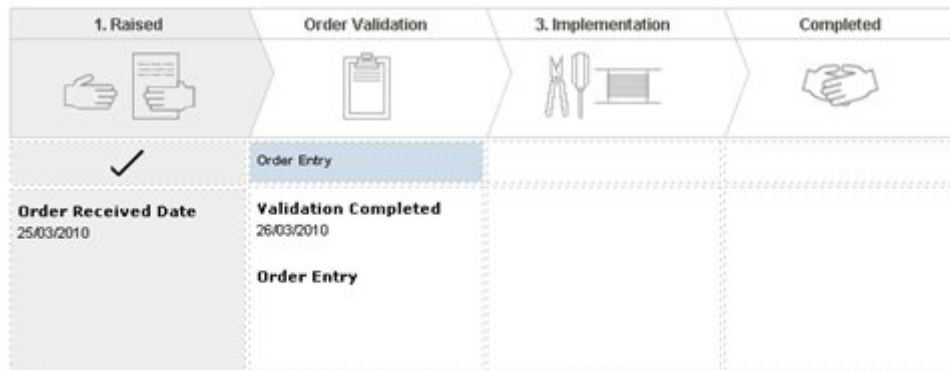 1. Raised
Order Validation
3. Implementation
Completed
Order Entry
Order Received Date
25/03/2010
Validation Completed
26/03/2010
Order Entry